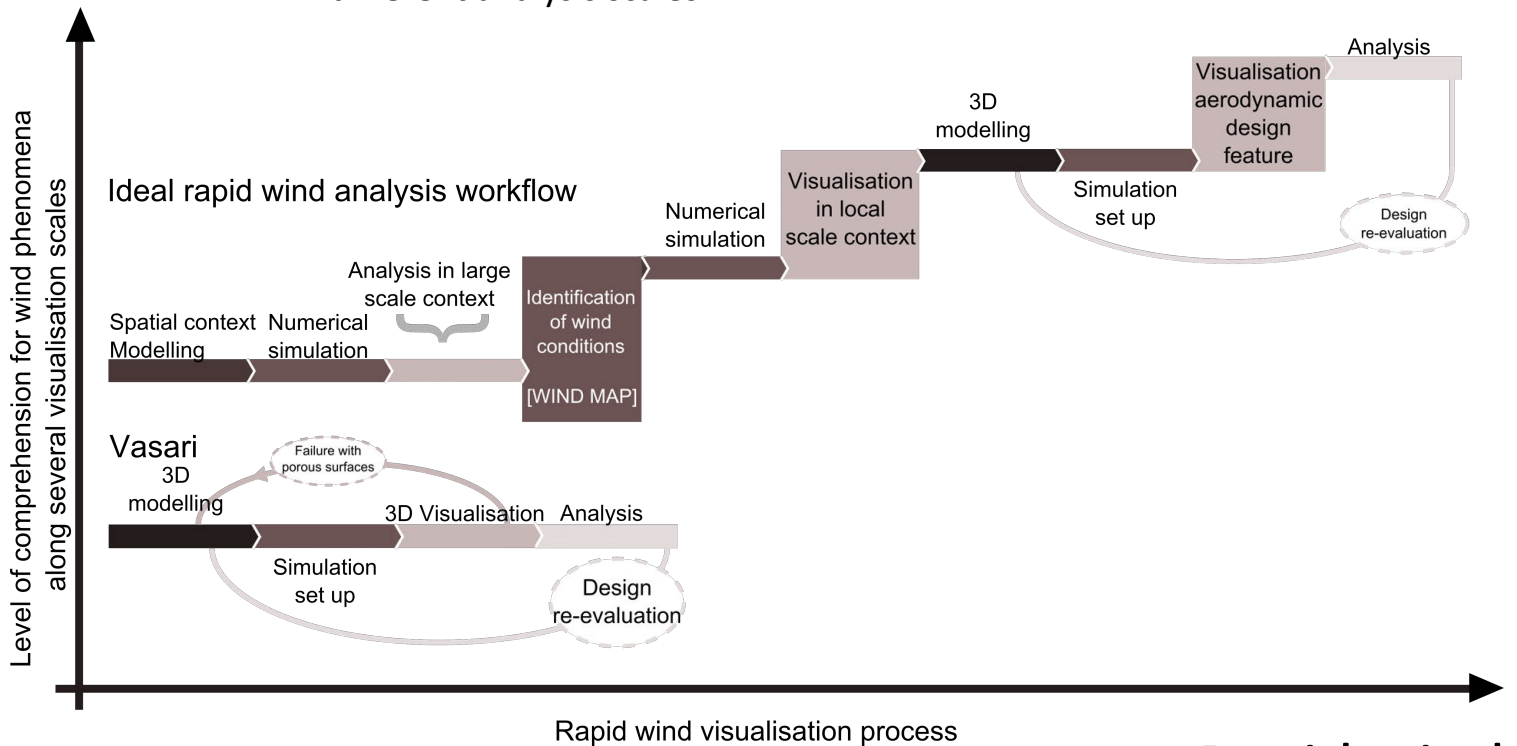 Analysis
Visualisation
aerodynamic
design
feature
3D
modelling
Simulation
set up
Design
re-evaluation
Ideal rapid wind analysis workflow
Visualisation
in local
scale context
Numerical
simulation
Analysis in large
scale context
Identification
of wind
conditions
[WIND MAP]
Spatial context
Modelling
Numerical
simulation
Vasari
3D
modelling
Failure with
porous surfaces
3D Visualisation
Analysis
Simulation
set up
Design
re-evaluation
Level of comprehension for wind phenomena
along several visualisation scales
Rapid wind visualisation process